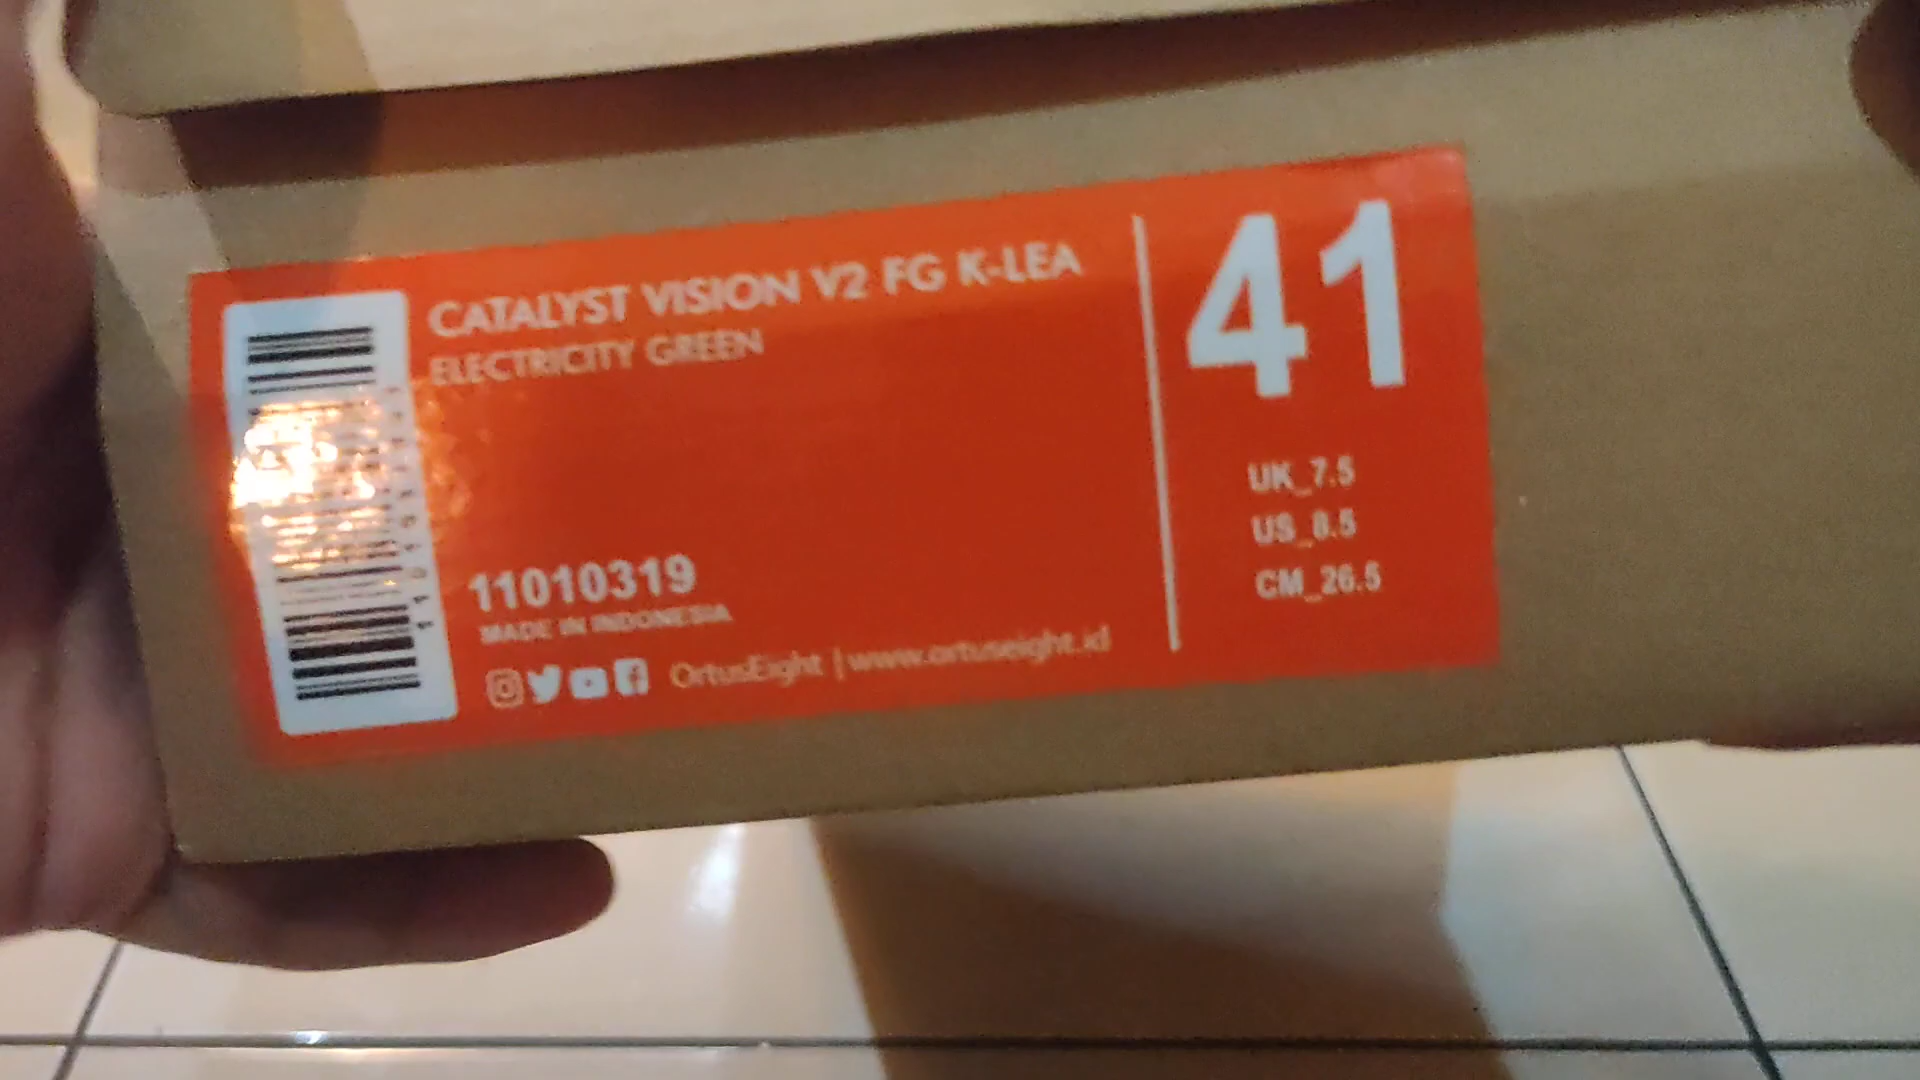 CATALYST VISION V2 FG K-LEA
ELECTRICITY GREEN
11010319
MADE IN INDONESIA
OrtusEight | www.ortuseight.id
41
UK_7.5
US_8.5
CM_26.5